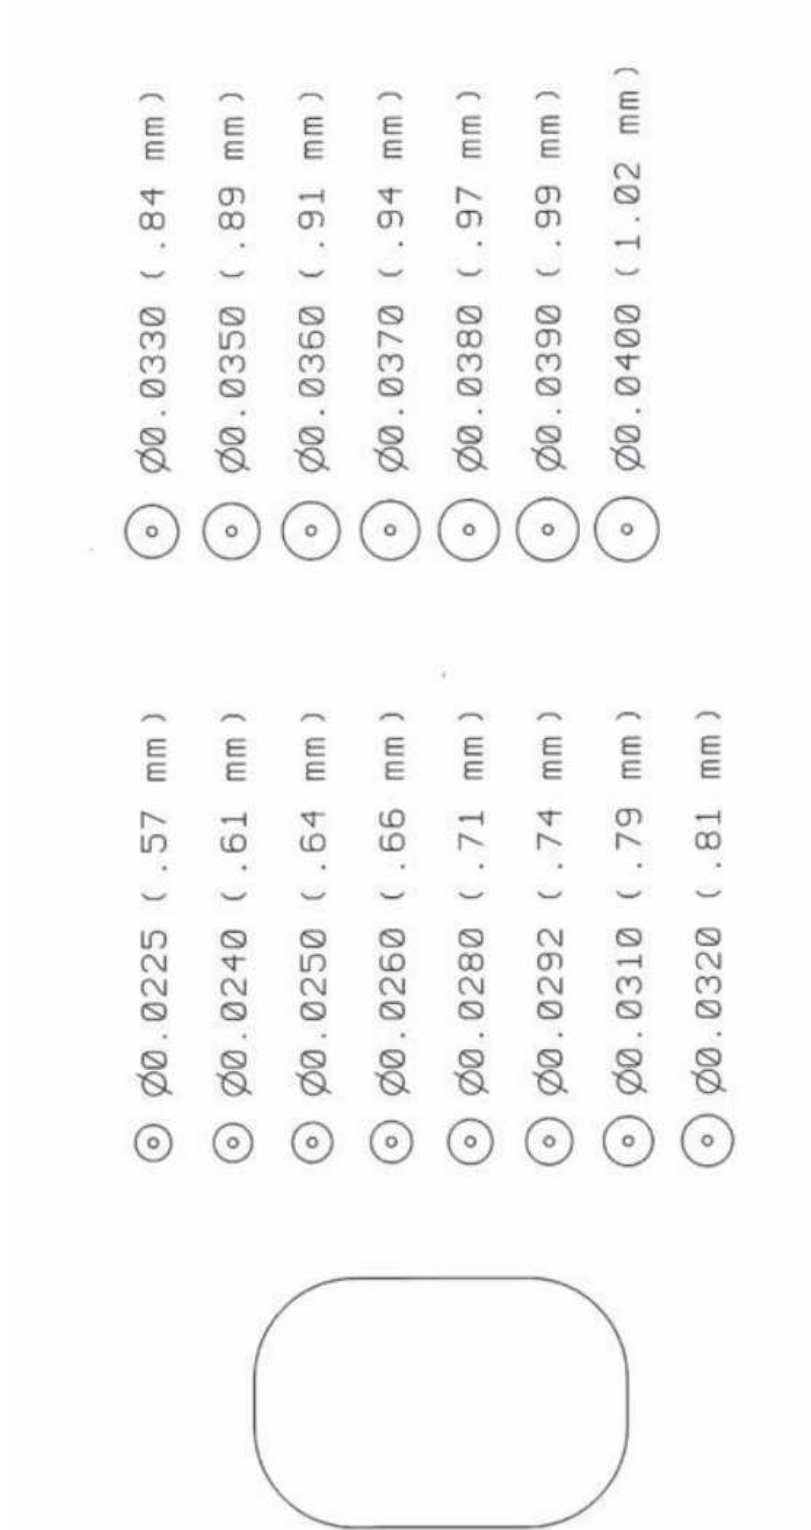 Ø0.0225 ( .57 mm)
Ø0.0240 ( .61 mm)
Ø0.0250 ( .64 mm)
Ø0.0260 ( .66 mm)
Ø0.0280 ( .71 mm)
Ø0.0292 ( .74 mm)
Ø0.0310 ( .79 mm)
Ø0.0320 ( .81 mm)
Ø0.0330 ( .84 mm)
Ø0.0350 ( .89 mm)
Ø0.0360 ( .91 mm)
Ø0.0370 ( .94 mm)
Ø0.0380 ( .97 mm)
Ø0.0390 ( .99 mm)
Ø0.0400 (1.02 mm)